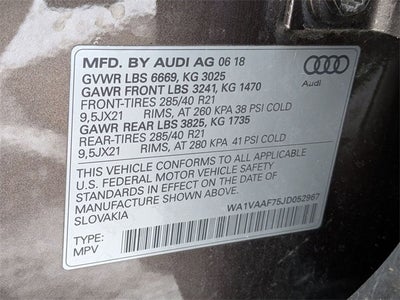 MFD. BY AUDI AG 06 18
GVWR LBS 6669, KG 3025
GAWR FRONT LBS 3241, KG 1470
FRONT-TIRES 285/40 R21
9,5JX21 RIMS, AT 260 KPA 38 PSI COLD
GAWR REAR LBS 3825, KG 1735
REAR-TIRES 285/40 R21
9,5JX21 RIMS, AT 280 KPA 41 PSI COLD
THIS VEHICLE CONFORMS TO ALL APPLICABLE
U.S. FEDERAL MOTOR VEHICLE SAFETY
STANDARDS IN EFFECT ON THE DATE OF
MANUFACTURE SHOWN ABOVE.
SLOVAKIA
WA1VAAF75JD052967
TYPE:
MPV
Audi